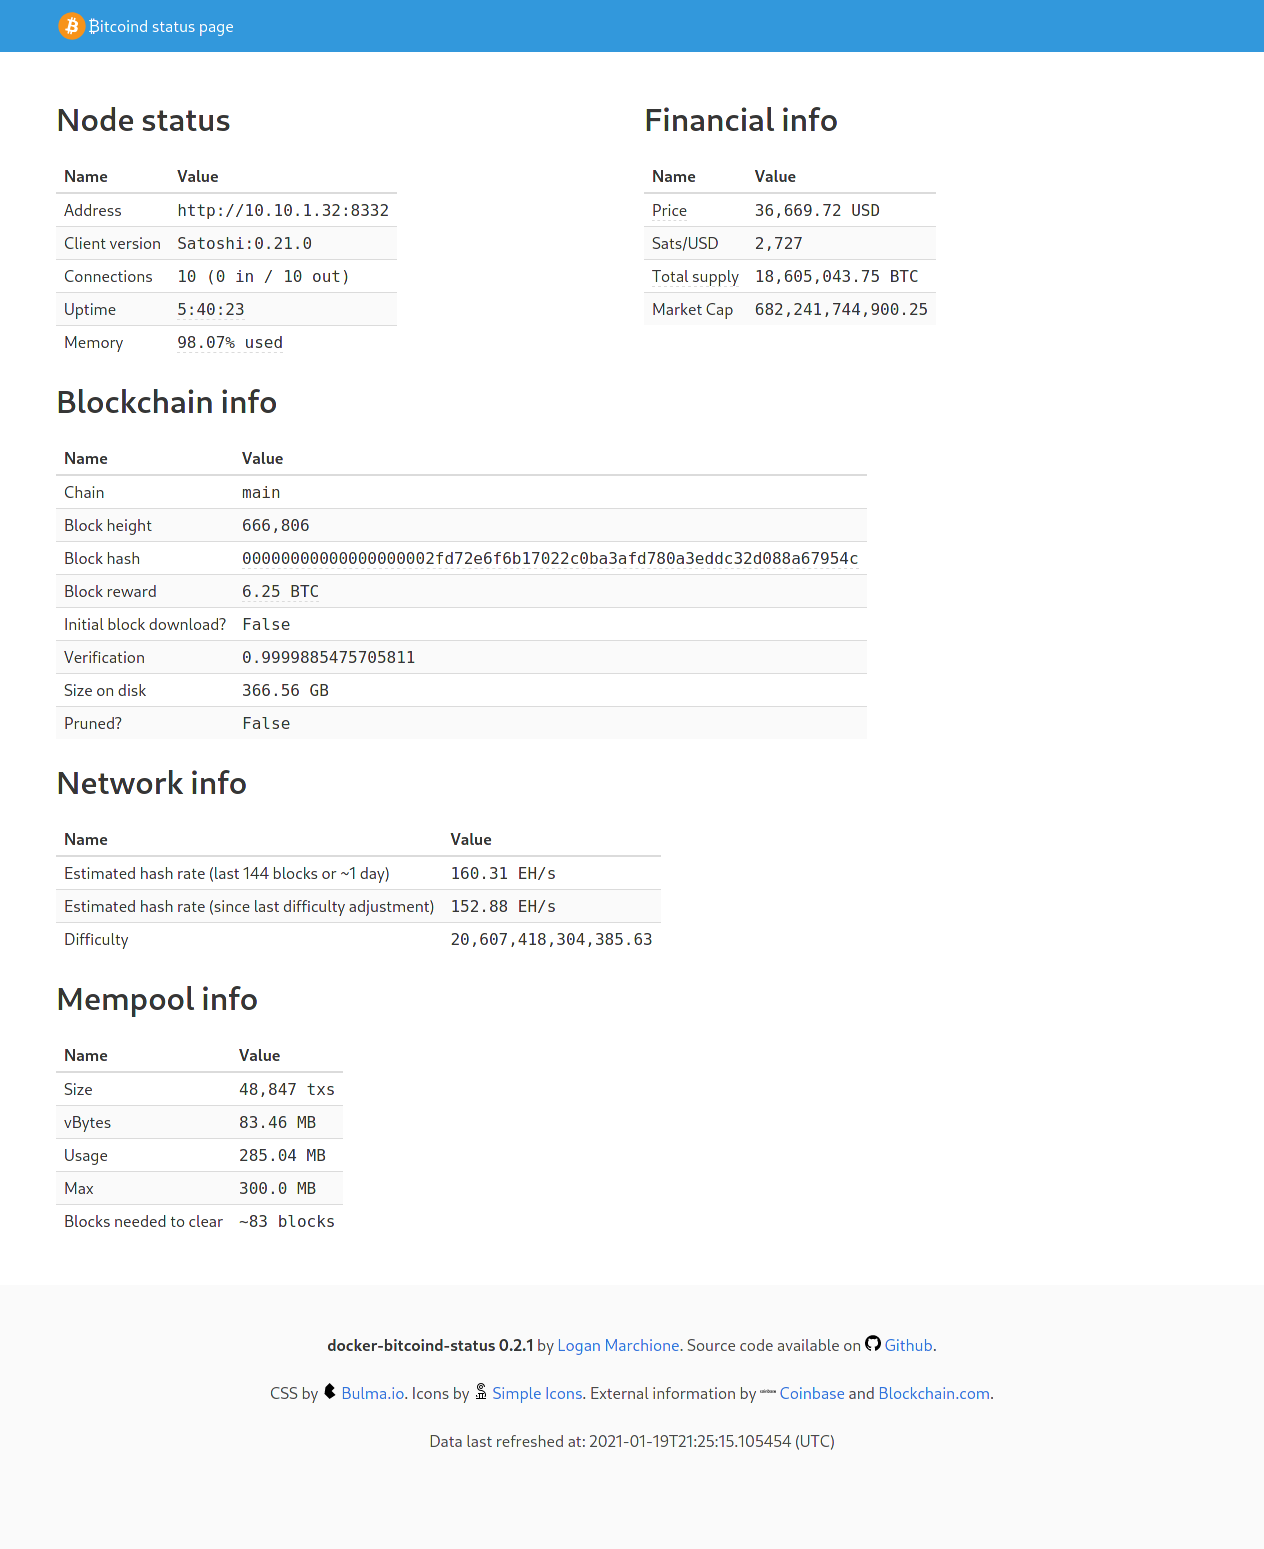 ₿itcoind status page
Node status
Name Value
Address http://10.10.1.32:8332
Client version Satoshi:0.21.0
Connections 10 (0 in / 10 out)
Uptime 5:40:23
Memory 98.07% used
Financial info
Name Value
Price 36,669.72 USD
Sats/USD 2,727
Total supply 18,605,043.75 BTC
Market Cap 682,241,744,900.25
Blockchain info
Name Value
Chain main
Block height 666,806
Block hash 00000000000000000002fd72e6f6b17022c0ba3afd780a3eddc32d088a67954c
Block reward 6.25 BTC
Initial block download? False
Verification 0.9999885475705811
Size on disk 366.56 GB
Pruned? False
Network info
Name Value
Estimated hash rate (last 144 blocks or ~1 day) 160.31 EH/s
Estimated hash rate (since last difficulty adjustment) 152.88 EH/s
Difficulty 20,607,418,304,385.63
Mempool info
Name Value
Size 48,847 txs
vBytes 83.46 MB
Usage 285.04 MB
Max 300.0 MB
Blocks needed to clear ~83 blocks
docker-bitcoind-status 0.2.1 by Logan Marchione. Source code available on Github.
CSS by Bulma.io. Icons by Simple Icons. External information by Coinbase and Blockchain.com.
Data last refreshed at: 2021-01-19T21:25:15.105454 (UTC)